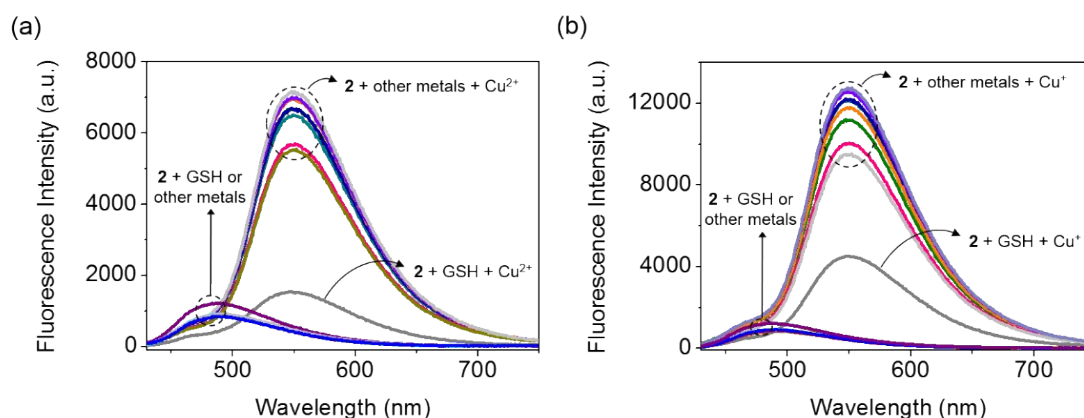 (a)
8000
6000
4000
2000
0
Fluorescence Intensity (a.u.)
2 + other metals + Cu²⁺
2 + GSH or
other metals
2 + GSH + Cu²⁺
500
600
700
Wavelength (nm)
(b)
12000
8000
4000
0
Fluorescence Intensity (a.u.)
2 + other metals + Cu⁺
2 + GSH or
other metals
2 + GSH + Cu⁺
500
600
700
Wavelength (nm)